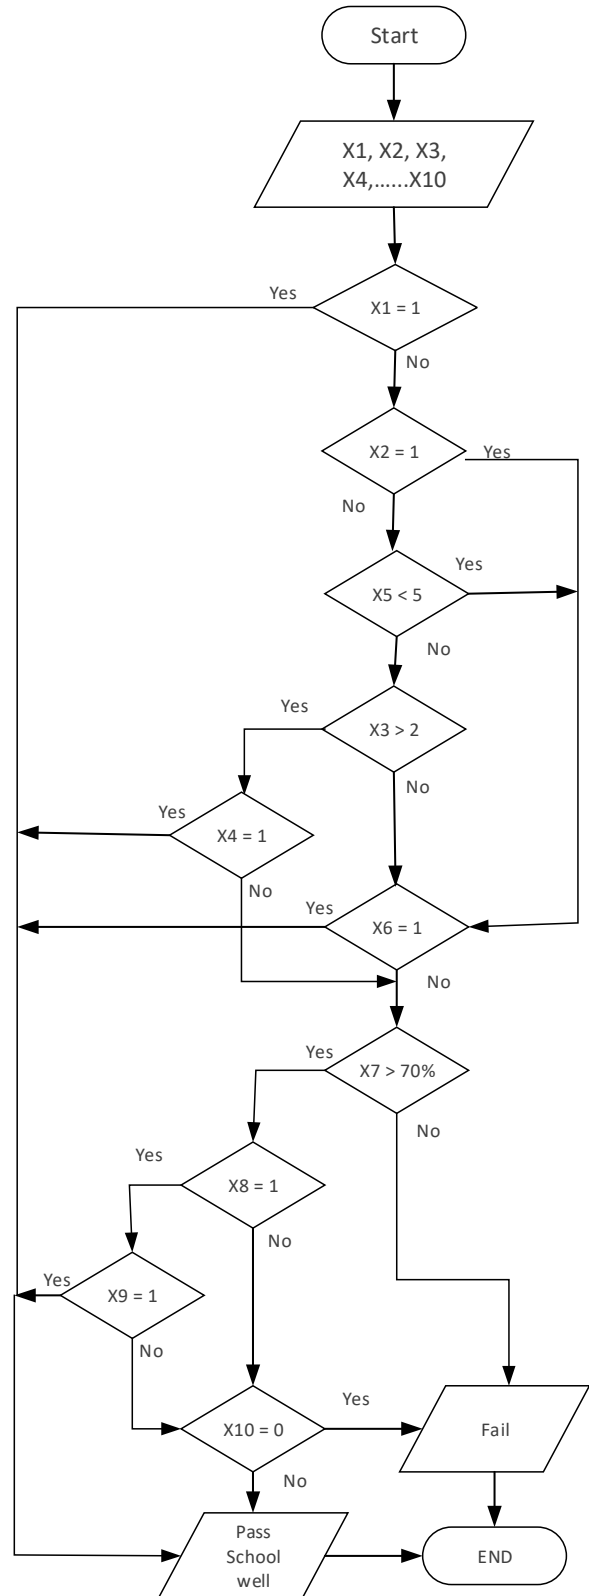 Start
X1, X2, X3,
X4,......X10
Yes
X1 = 1
No
X2 = 1
Yes
No
Yes
X5 < 5
No
Yes
X3 > 2
No
Yes
X4 = 1
No
Yes
X6 = 1
No
Yes
X7 > 70%
No
Yes
X8 = 1
No
Yes
X9 = 1
No
Yes
X10 = 0
Fail
No
Pass
School
well
END